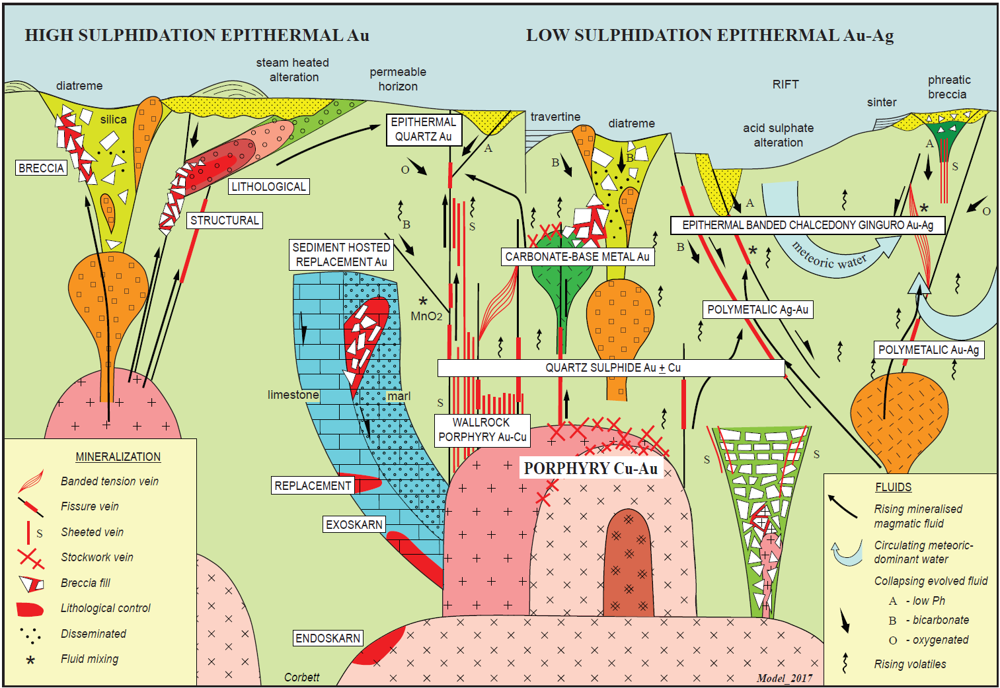 HIGH SULPHIDATION EPITHERMAL Au
LOW SULPHIDATION EPITHERMAL Au-Ag
steam heated
alteration
permeable
horizon
diatreme
silica
BRECCIA
LITHOLOGICAL
STRUCTURAL
EPITHERMAL
QUARTZ Au
A
O
B
S
SEDIMENT HOSTED
REPLACEMENT Au
*
MnO2
limestone
marl
S
WALLROCK
PORPHYRY Au-Cu
REPLACEMENT
EXOSKARN
ENDOSKARN
Corbett
travertine
diatreme
B
B
CARBONATE-BASE METAL Au
QUARTZ SULPHIDE Au ± Cu
PORPHYRY Cu-Au
RIFT
sinter
phreatic
breccia
acid sulphate
alteration
A
S
A
O
*
EPITHERMAL BANDED CHALCEDONY GINGURO Au-Ag
B
*
meteoric water
POLYMETALIC Ag-Au
POLYMETALIC Au-Ag
S
S
MINERALIZATION
Banded tension vein
Fissure vein
S Sheeted vein
Stockwork vein
Breccia fill
Lithological control
Disseminated
* Fluid mixing
FLUIDS
Rising mineralised
magmatic fluid
Circulating meteoric-
dominant water
Collapsing evolved fluid
A - low Ph
B - bicarbonate
O - oxygenated
Rising volatiles
Model_2017